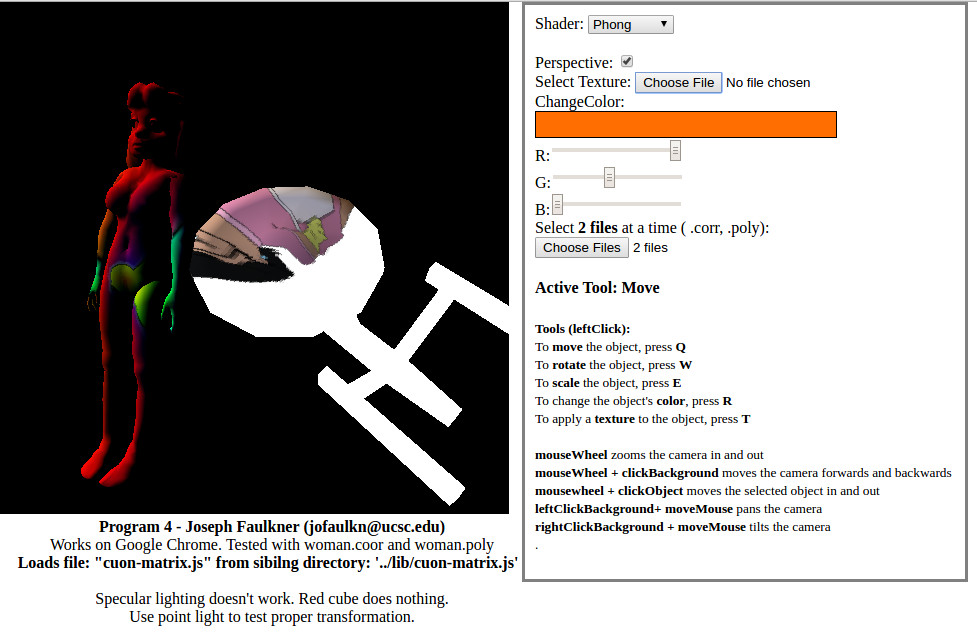 Shader: Phong
Perspective:
Select Texture: Choose File No file chosen
ChangeColor:
R:
G:
B:
Select 2 files at a time ( .corr, .poly):
Choose Files 2 files
Active Tool: Move
Tools (leftClick):
To move the object, press Q
To rotate the object, press W
To scale the object, press E
To change the object's color, press R
To apply a texture to the object, press T
mouseWheel zooms the camera in and out
mouseWheel + clickBackground moves the camera forwards and backwards
mousewheel + clickObject moves the selected object in and out
leftClickBackground+ moveMouse pans the camera
rightClickBackground + moveMouse tilts the camera
.
Program 4 - Joseph Faulkner (jofaulkn@ucsc.edu)
Works on Google Chrome. Tested with woman.coor and woman.poly
Loads file: "cuon-matrix.js" from sibilng directory: '../lib/cuon-matrix.js'
Specular lighting doesn't work. Red cube does nothing.
Use point light to test proper transformation.